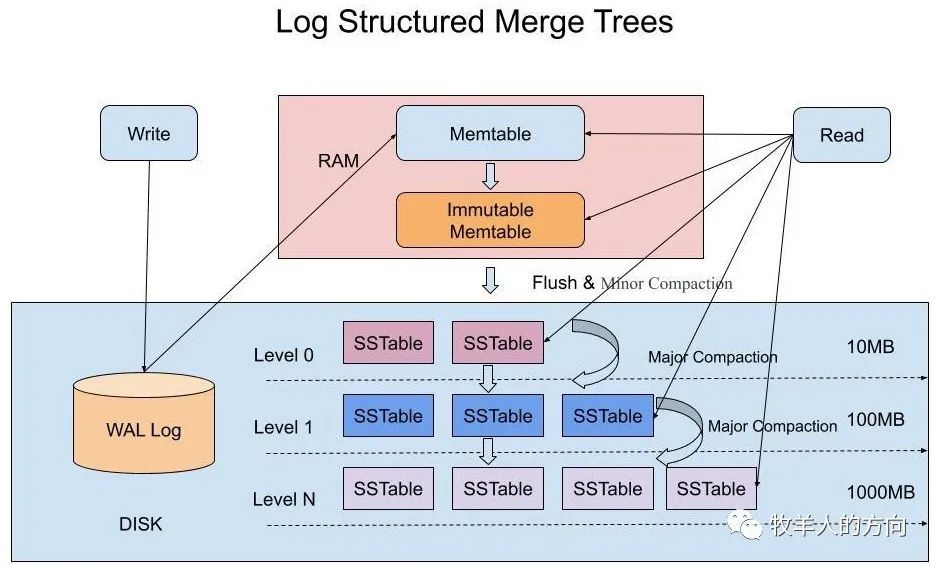 Log Structured Merge Trees
Write
Memtable
Read
RAM
Immutable
Memtable
Flush & Minor Compaction
Level 0
SSTable
SSTable
Major Compaction
10MB
WAL Log
Level 1
SSTable
SSTable
SSTable
Major Compaction
100MB
Level N
SSTable
SSTable
SSTable
SSTable
1000MB
DISK
牧羊人的方向